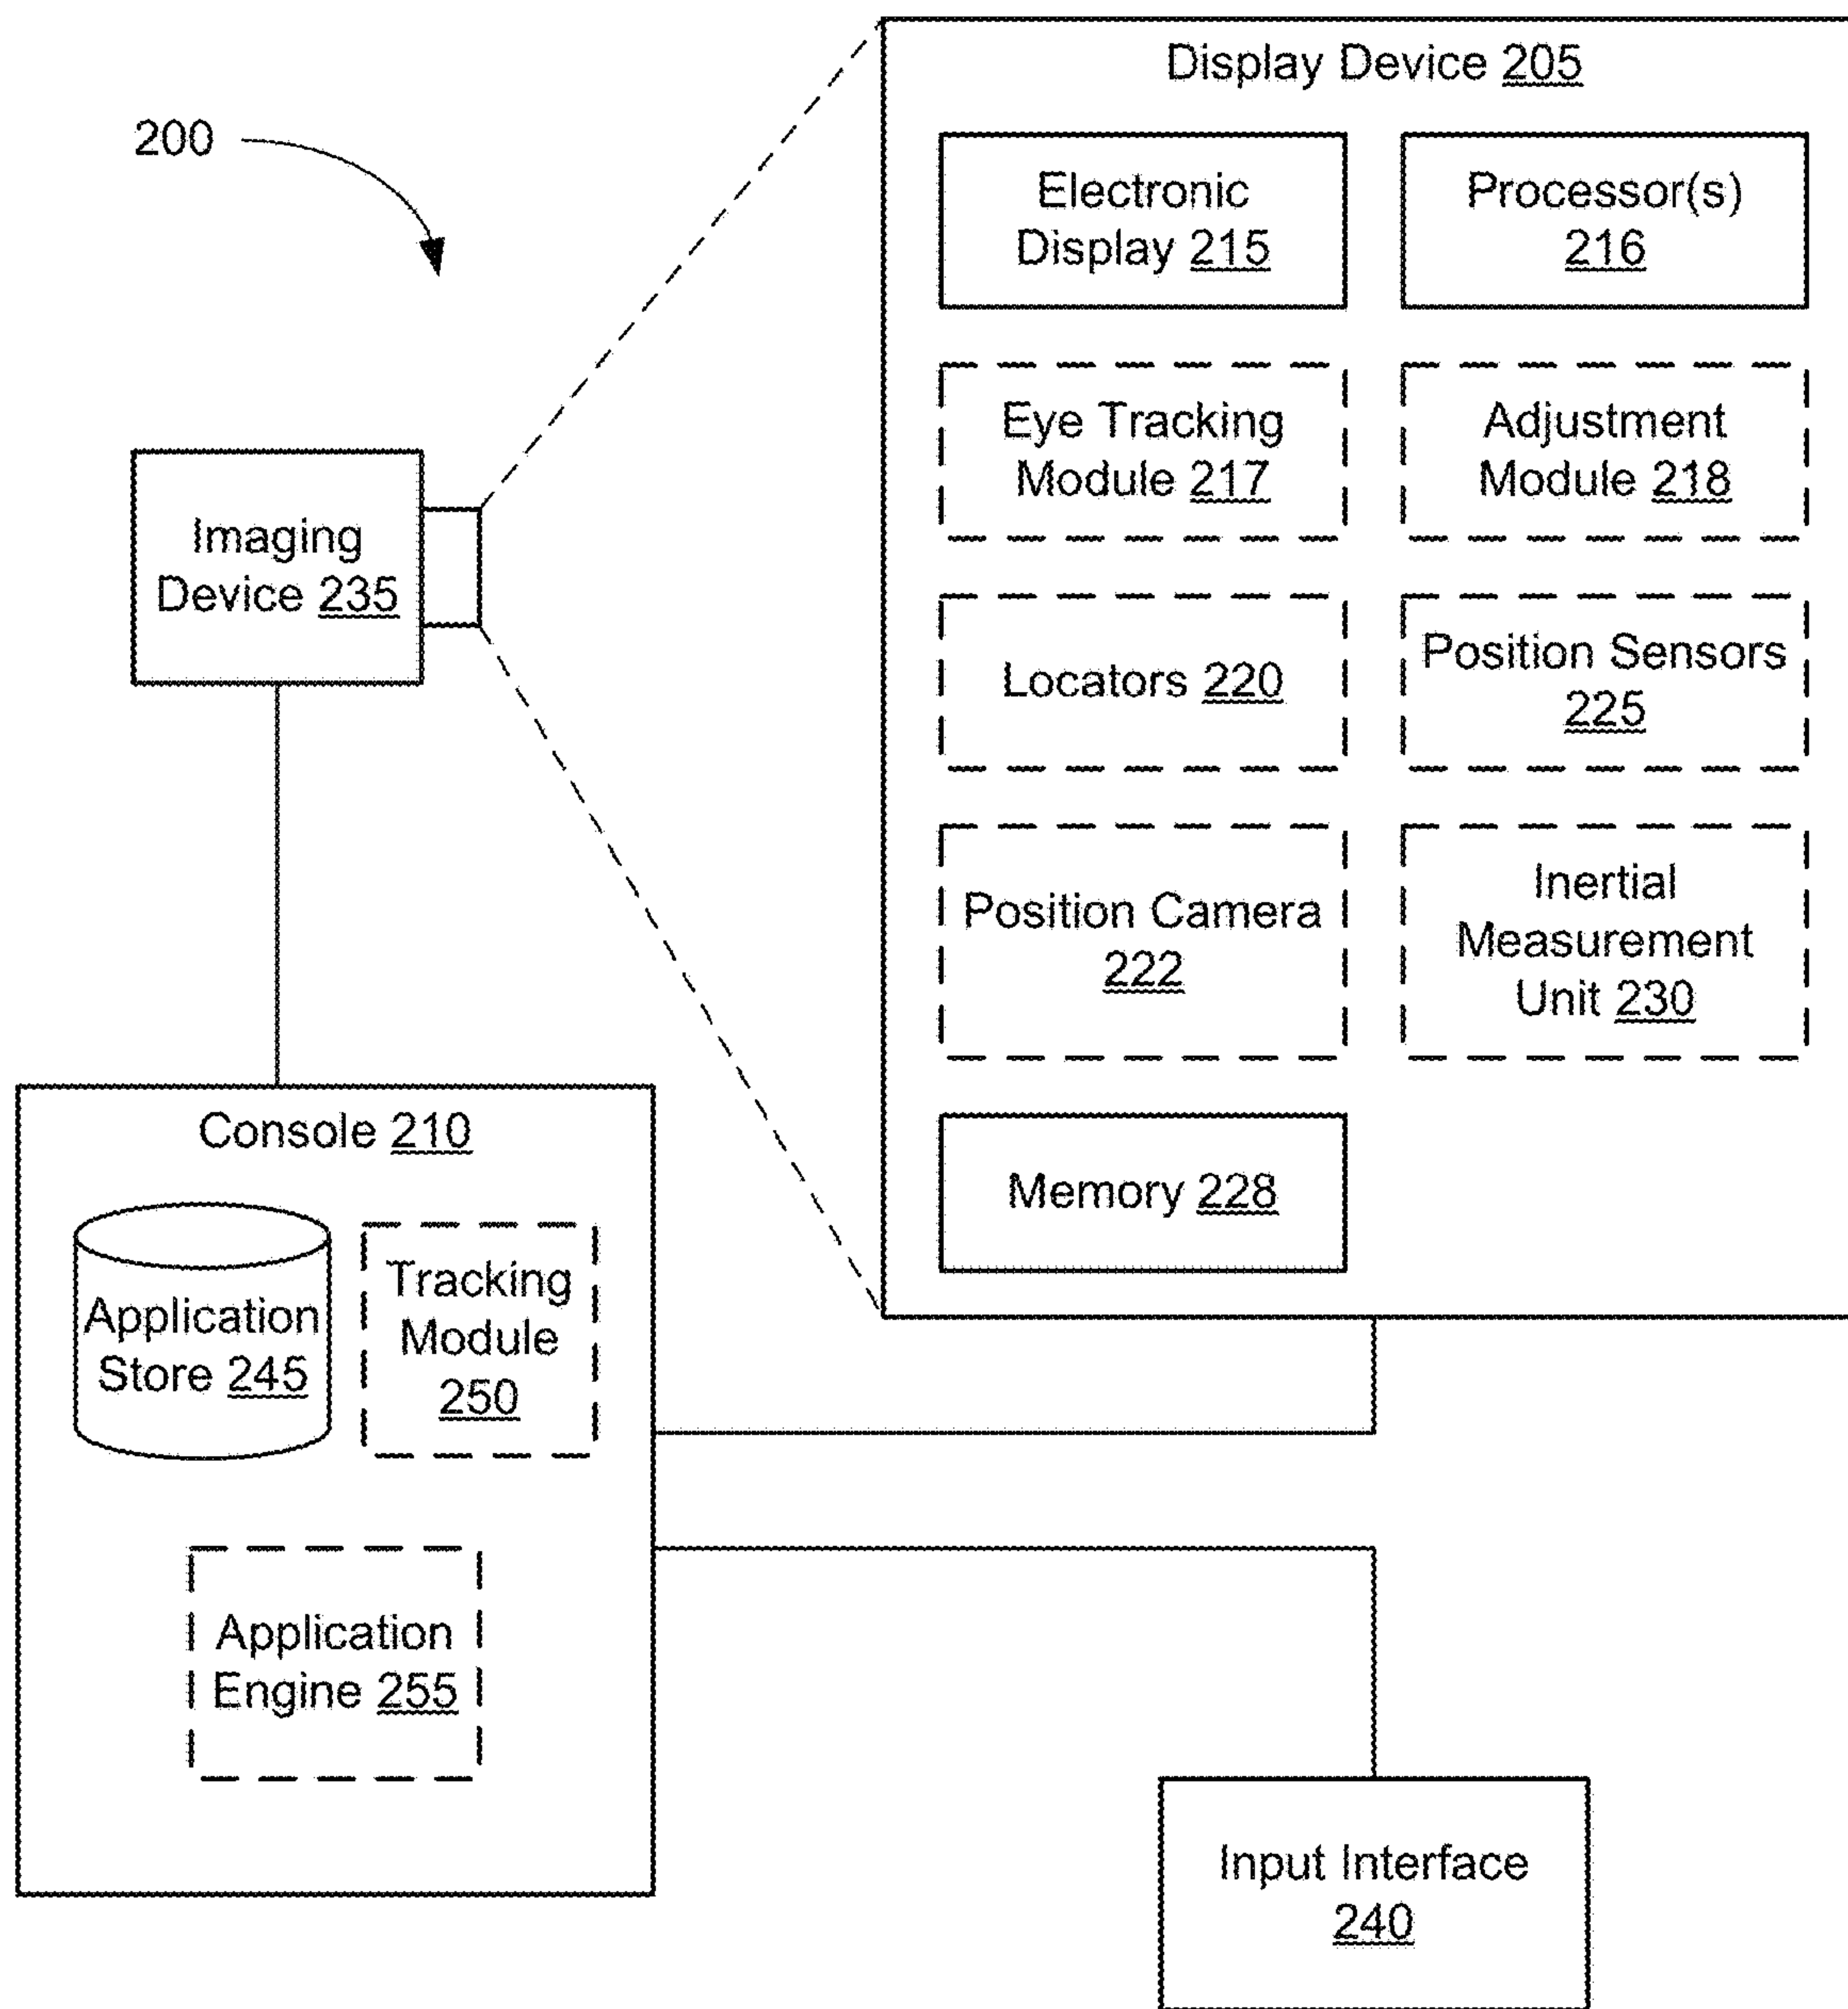 200
Display Device 205
Electronic
Display 215
Processor(s)
216
Eye Tracking
Module 217
Adjustment
Module 218
Imaging
Device 235
Locators 220
Position Sensors
225
Position Camera
222
Inertial
Measurement
Unit 230
Memory 228
Console 210
Application
Store 245
Tracking
Module
250
Application
Engine 255
Input Interface
240